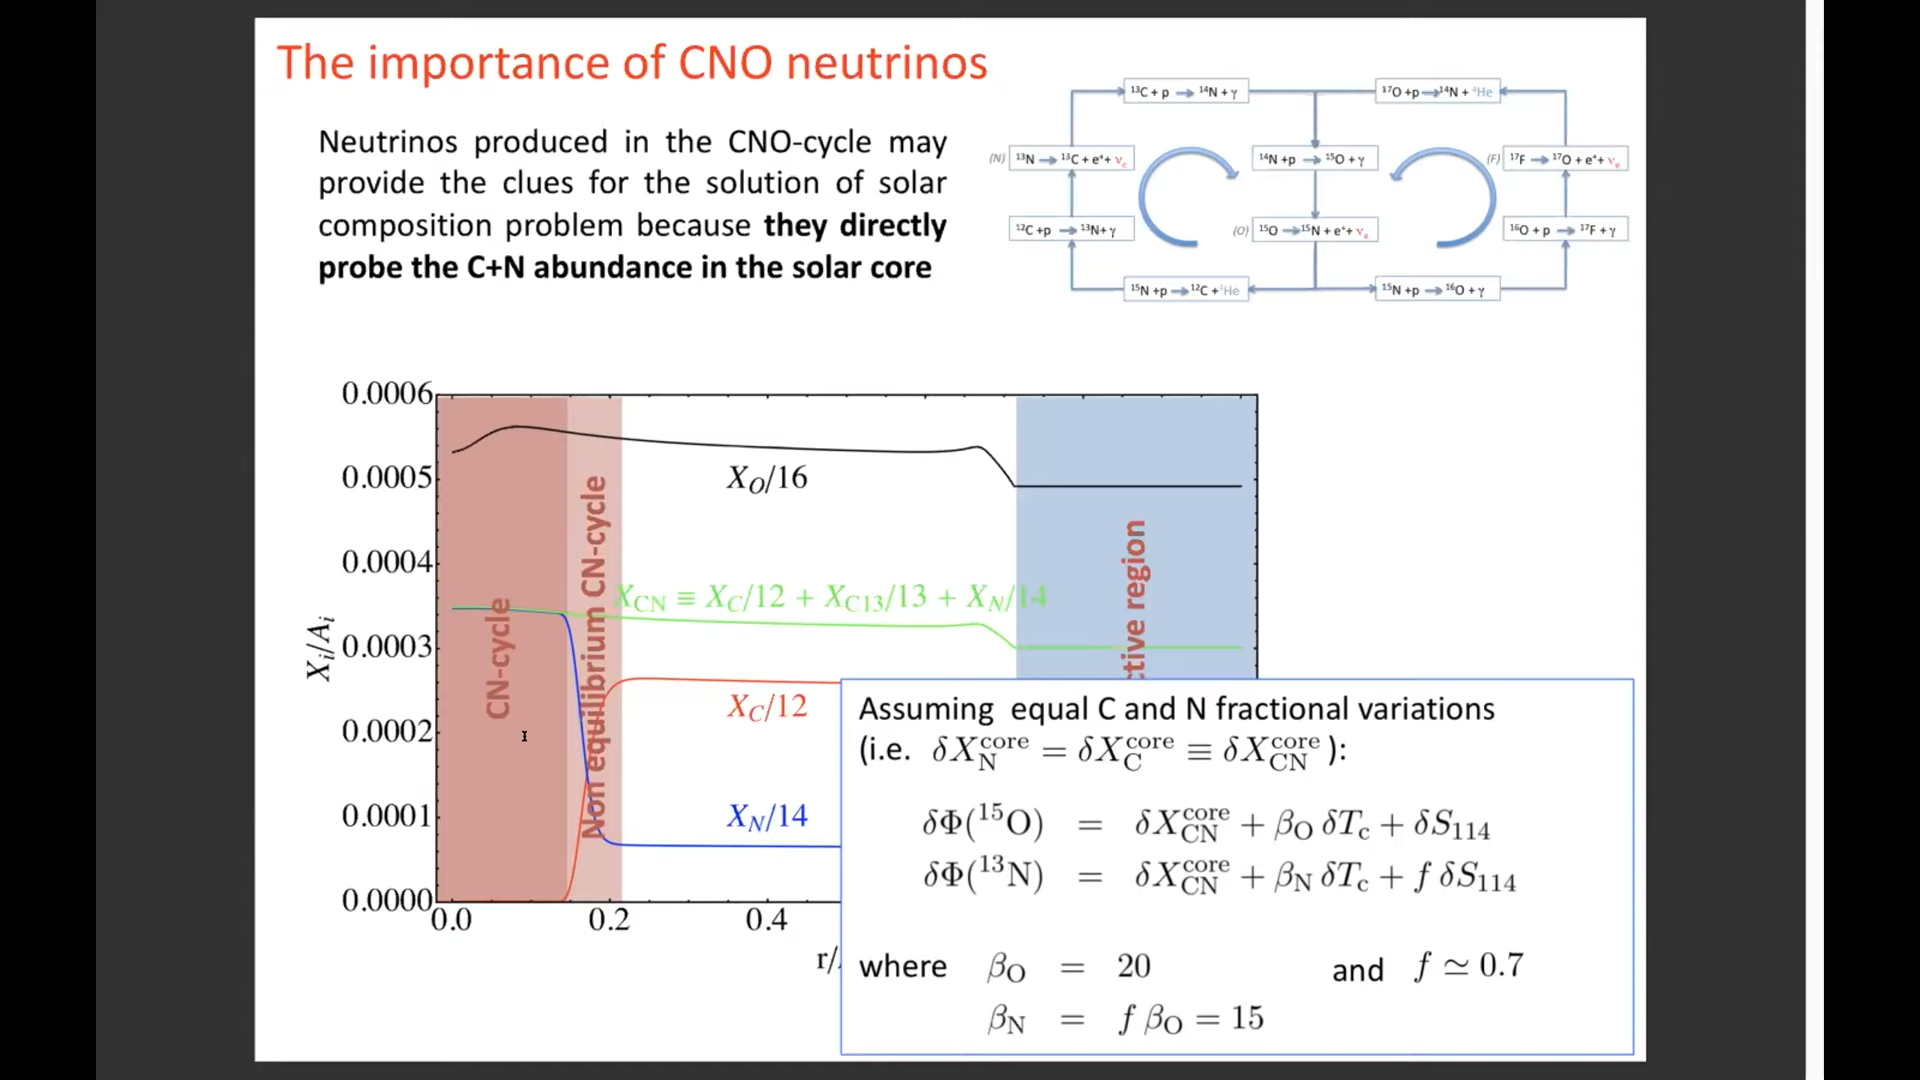 The importance of CNO neutrinos
Neutrinos produced in the CNO-cycle may
provide the clues for the solution of solar
composition problem because they directly
probe the C+N abundance in the solar core
¹³C + p → ¹⁴N + γ
¹⁷O +p → ¹⁴N + ⁴He
(N) ¹³N → ¹³C + e⁺+ νₑ
¹⁴N +p → ¹⁵O + γ
(F) ¹⁷F → ¹⁷O + e⁺+ νₑ
¹²C +p → ¹³N+ γ
(O) ¹⁵O → ¹⁵N + e⁺+ νₑ
¹⁶O + p → ¹⁷F + γ
¹⁵N +p → ¹²C + ⁴He
¹⁵N +p → ¹⁶O + γ
0.0006
0.0005
0.0004
0.0003
0.0002
0.0001
0.0000
Xᵢ/Aᵢ
0.0
0.2
0.4
r/
CN-cycle
Non equilibrium CN-cycle
ctive region
X_O/16
X_CN ≡ X_C/12 + X_C13/13 + X_N/14
X_C/12
X_N/14
Assuming equal C and N fractional variations
(i.e. δX_N^core = δX_C^core ≡ δX_CN^core ):
δΦ(¹⁵O) = δX_CN^core + β_O δT_c + δS₁₁₄
δΦ(¹³N) = δX_CN^core + β_N δT_c + f δS₁₁₄
where β_O = 20 and f ≃ 0.7
β_N = f β_O = 15